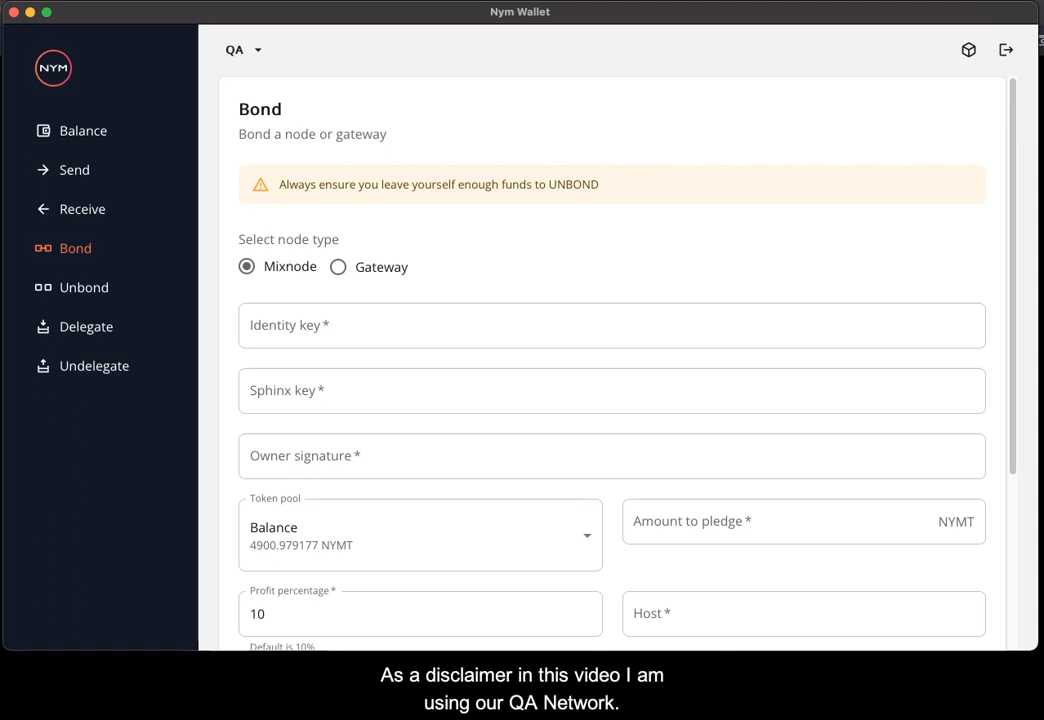 Nym Wallet
NYM
QA
Balance
Send
Receive
Bond
Unbond
Delegate
Undelegate
Bond
Bond a node or gateway
Always ensure you leave yourself enough funds to UNBOND
Select node type
Mixnode Gateway
Identity key *
Sphinx key *
Owner signature *
Token pool
Balance
4900.979177 NYMT
Amount to pledge * NYMT
Profit percentage *
10
Host *
Default is 10%
As a disclaimer in this video I am
using our QA Network.